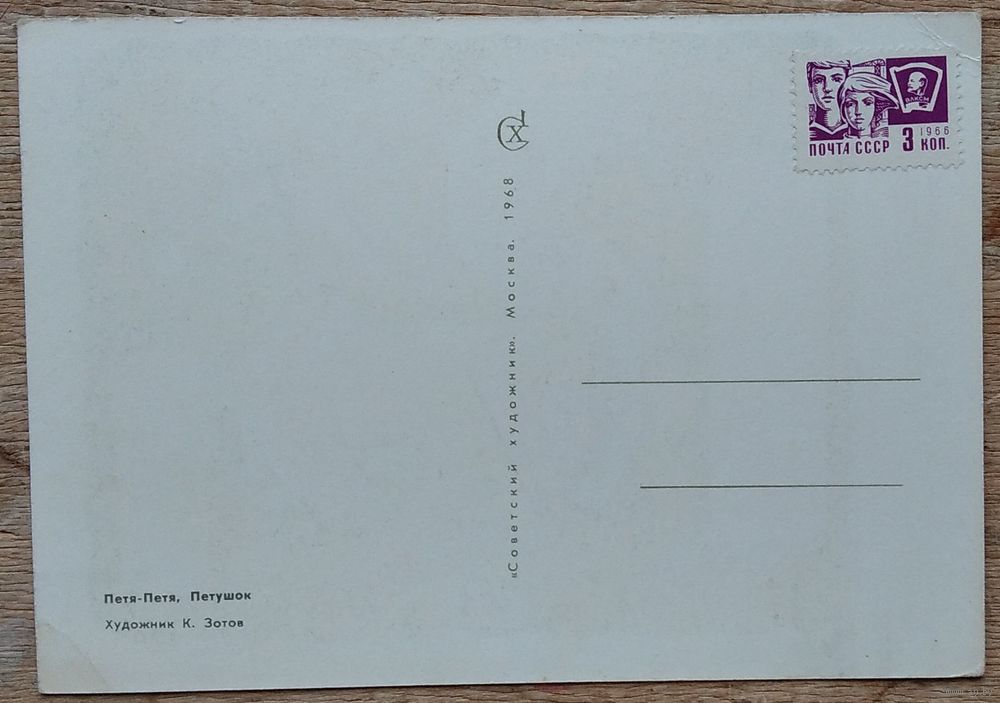 СХ
ВЛКСМ
1966
ПОЧТА СССР 3 КОП.
«Советский художник». Москва. 1968
Петя-Петя, Петушок
Художник К. Зотов